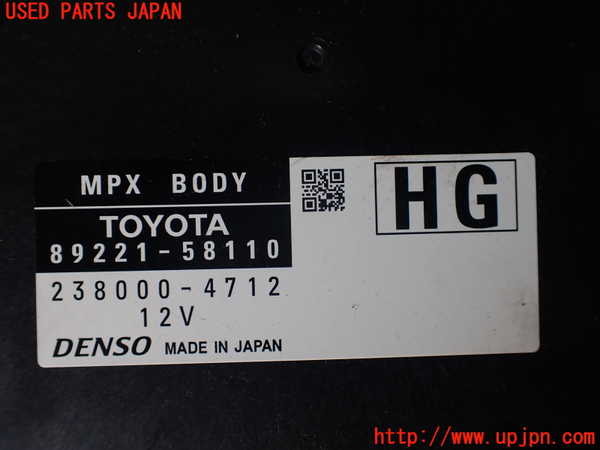 USED PARTS JAPAN
MPX BODY
TOYOTA
89221-58110
238000-4712
12V
DENSO MADE IN JAPAN
HG
http://www.upjpn.com/